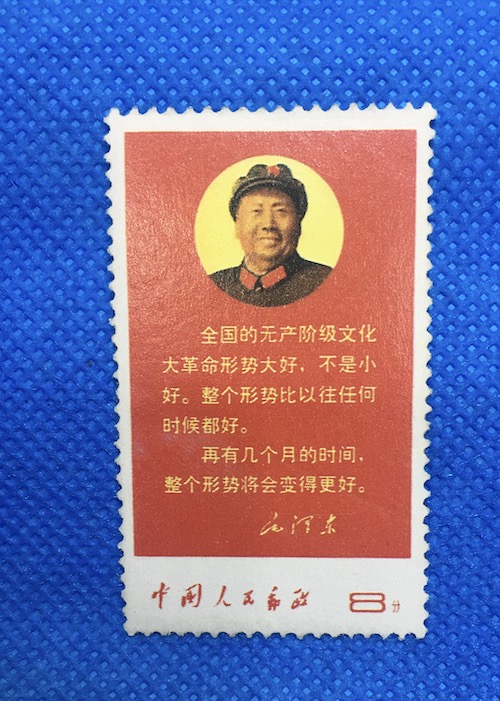 全国的无产阶级文化
大革命形势大好，不是小
好。整个形势比以往任何
时候都好。
再有几个月的时间，
整个形势将会变得更好。
毛泽东
中国人民邮政 8分